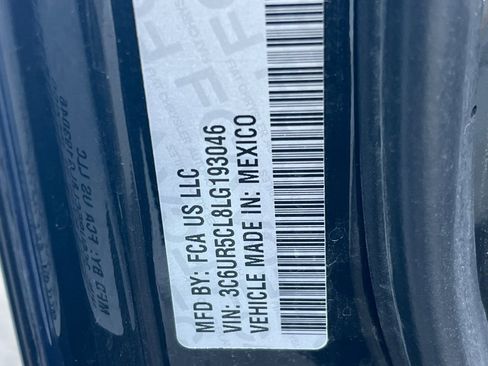 MFD BY: FCA US LLC
VIN: 3C6UR5CL8LG193046
VEHICLE MADE IN: MEXICO